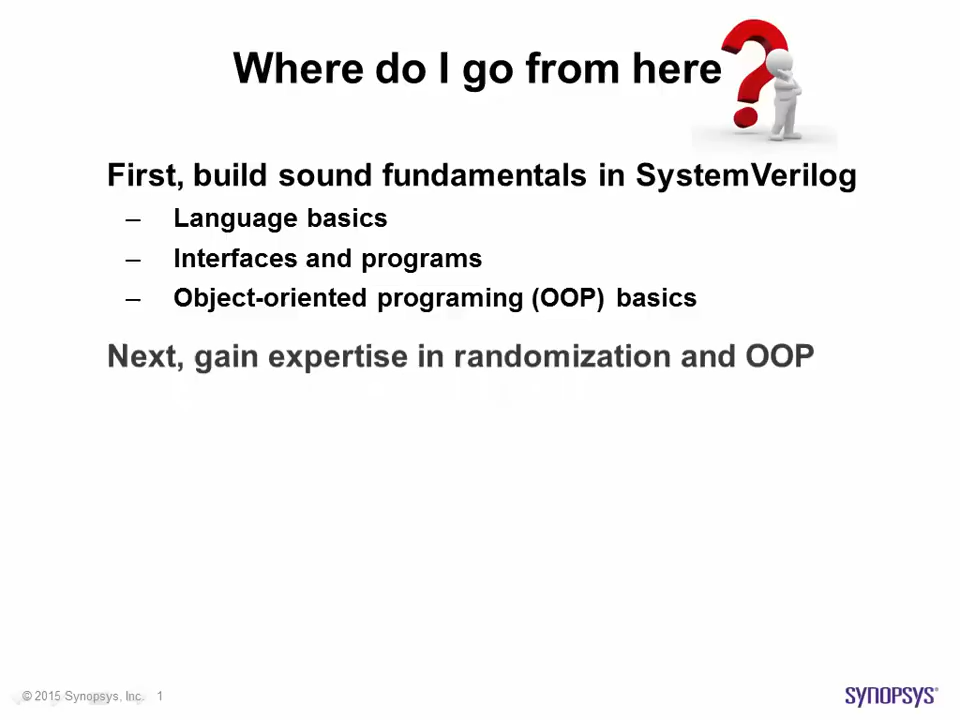 Where do I go from here
First, build sound fundamentals in SystemVerilog
– Language basics
– Interfaces and programs
– Object-oriented programing (OOP) basics
Next, gain expertise in randomization and OOP
© 2015 Synopsys, Inc. 1
SYNOPSYS®